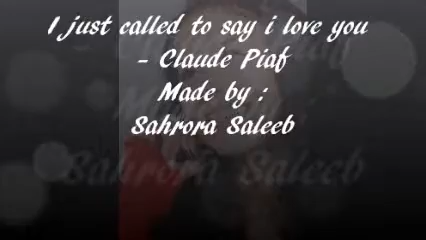 I just called to say i love you
- Claude Piaf
Made by :
Sahrora Saleeb